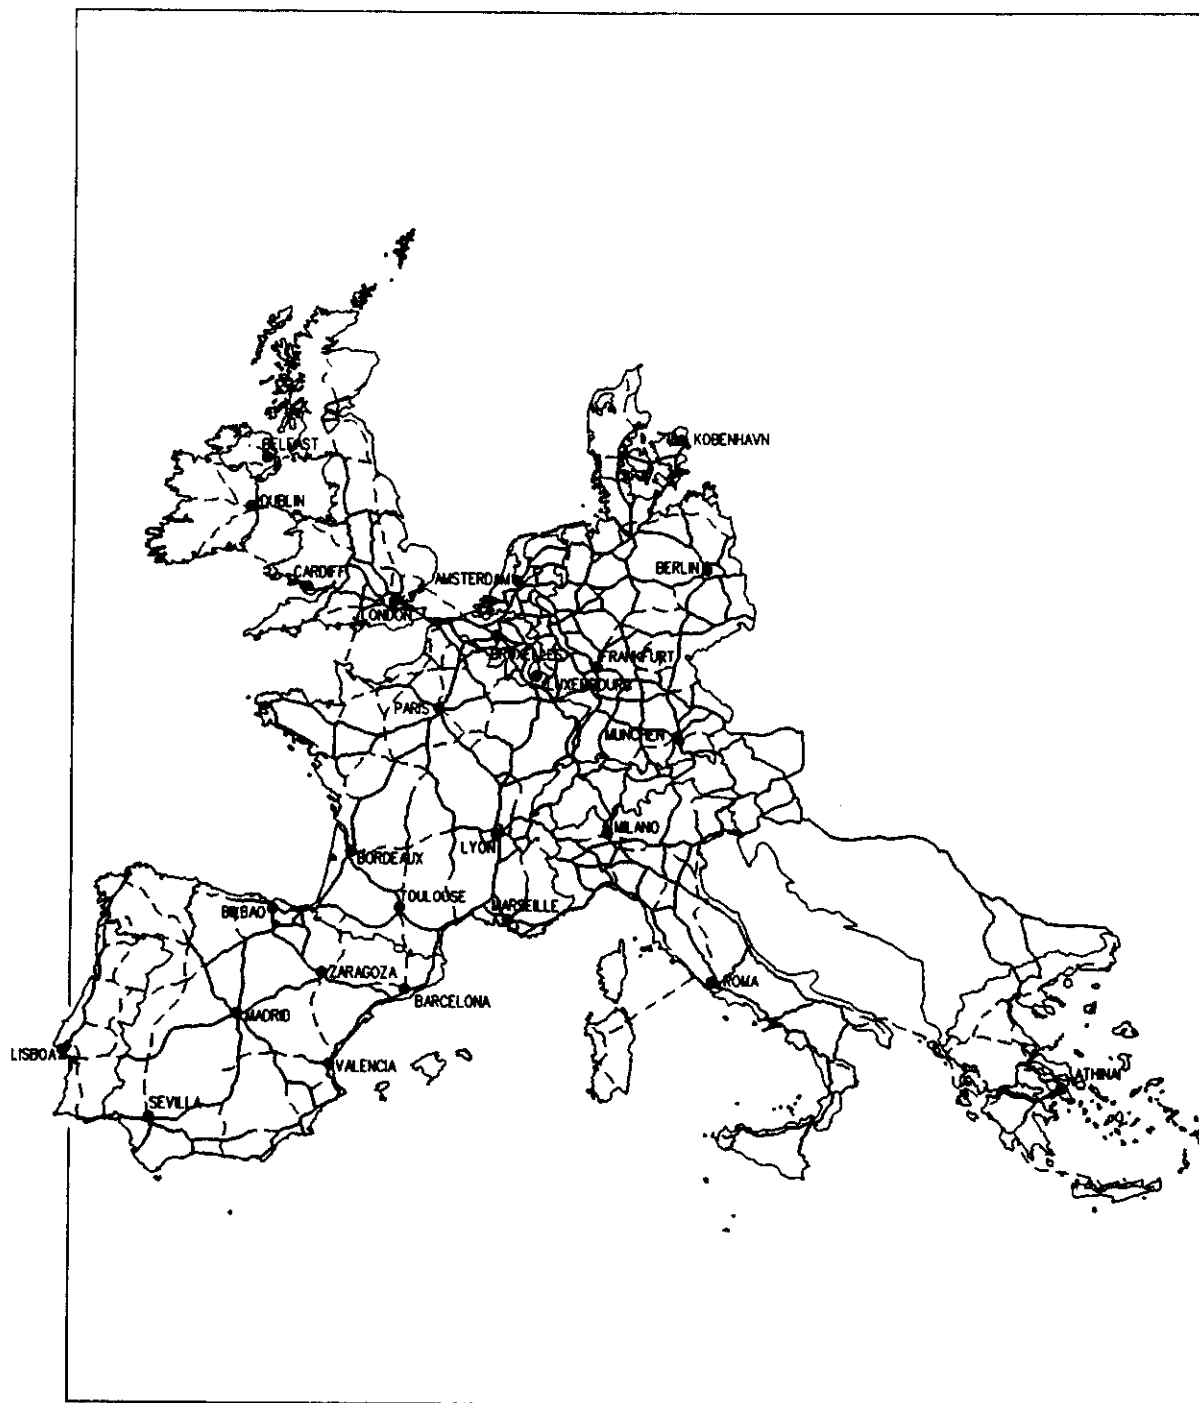 KOBENHAVN
BELFAST
DUBLIN
CARDIFF
AMSTERDAM
BERLIN
LONDON
BRUXELLES
FRANKFURT
LUXEMBOURG
PARIS
MUNCHEN
MILANO
LYON
BORDEAUX
TOULOUSE
MARSEILLE
BILBAO
ZARAGOZA
BARCELONA
ROMA
MADRID
LISBOA
VALENCIA
ATHINAI
SEVILLA